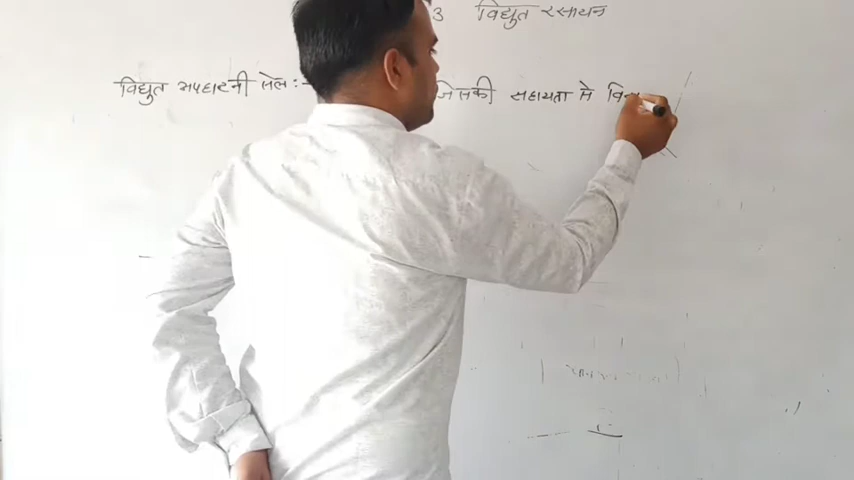 3 विद्युत रसायन
विद्युत अपघटनी सेल :- जिसकी सहायता से